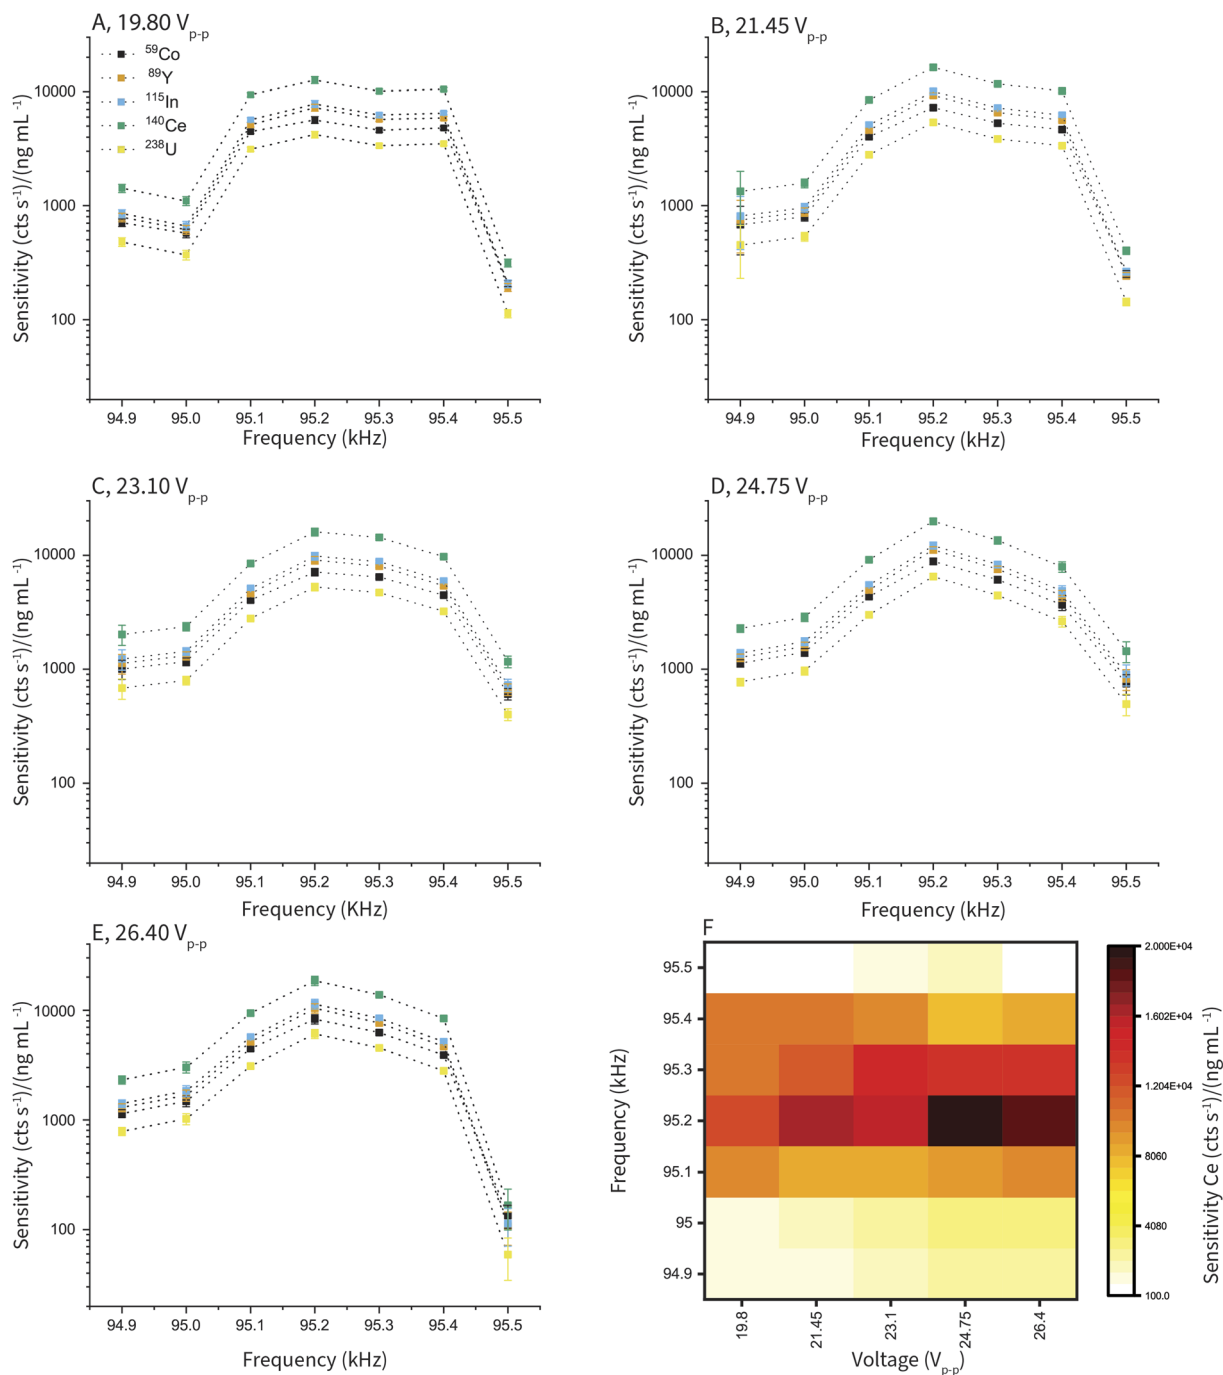 A, 19.80 Vp-p
59Co
89Y
115In
140Ce
238U
10000
1000
100
Sensitivity (cts s-1)/(ng mL -1)
94.9 95.0 95.1 95.2 95.3 95.4 95.5
Frequency (kHz)
B, 21.45 Vp-p
10000
1000
100
Sensitivity (cts s-1)/(ng mL -1)
94.9 95.0 95.1 95.2 95.3 95.4 95.5
Frequency (kHz)
C, 23.10 Vp-p
10000
1000
100
Sensitivity (cts s-1)/(ng mL -1)
94.9 95.0 95.1 95.2 95.3 95.4 95.5
Frequency (KHz)
D, 24.75 Vp-p
10000
1000
100
Sensitivity (cts s-1)/(ng mL -1)
94.9 95.0 95.1 95.2 95.3 95.4 95.5
Frequency (kHz)
E, 26.40 Vp-p
10000
1000
100
Sensitivity (cts s-1)/(ng mL -1)
94.9 95.0 95.1 95.2 95.3 95.4 95.5
Frequency (kHz)
F
95.5
95.4
95.3
95.2
95.1
95
94.9
Frequency (kHz)
19.8 21.45 23.1 24.75 26.4
Voltage (Vp-p)
2.000E+04
1.602E+04
1.204E+04
8060
4080
100.0
Sensitivity Ce (cts s-1)/(ng mL -1)